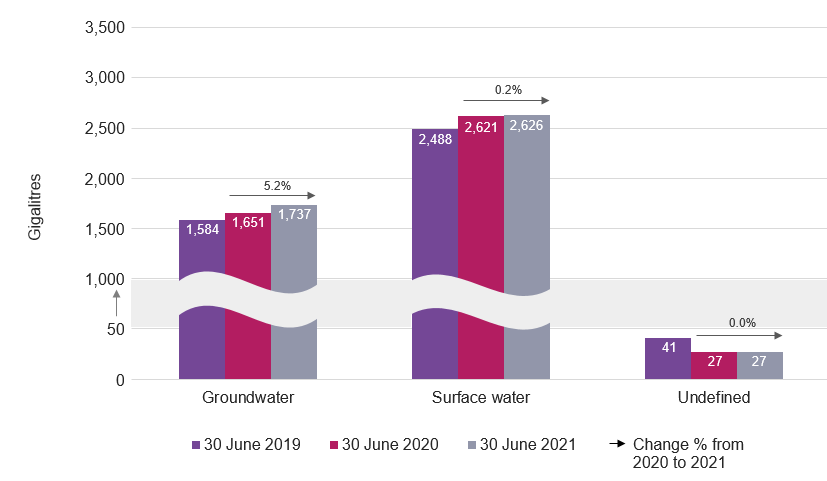 3,500
3,000
2,500
2,000
1,500
1,000
50
0
Gigalitres
5.2%
1,584
1,651
1,737
0.2%
2,488
2,621
2,626
0.0%
41
27
27
Groundwater
Surface water
Undefined
30 June 2019
30 June 2020
30 June 2021
Change % from
2020 to 2021